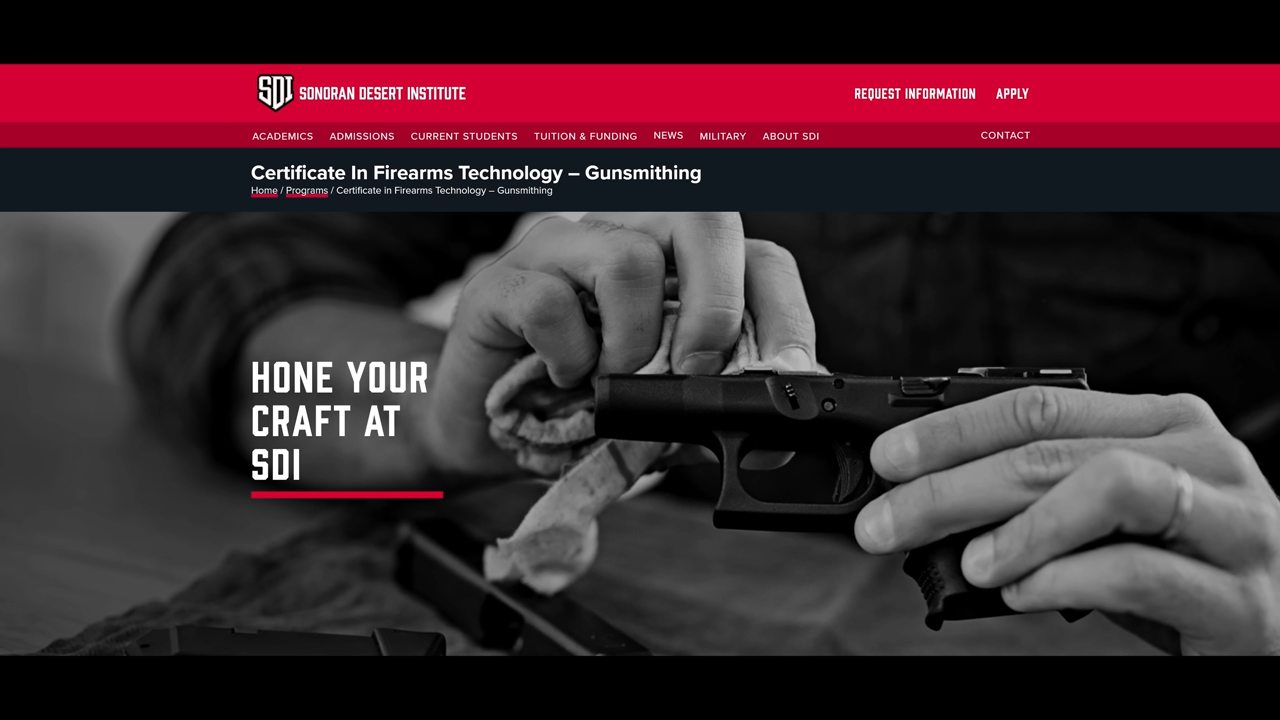 SDI SONORAN DESERT INSTITUTE
REQUEST INFORMATION APPLY
ACADEMICS ADMISSIONS CURRENT STUDENTS TUITION & FUNDING NEWS MILITARY ABOUT SDI CONTACT
Certificate In Firearms Technology – Gunsmithing
Home / Programs / Certificate in Firearms Technology – Gunsmithing
HONE YOUR
CRAFT AT
SDI